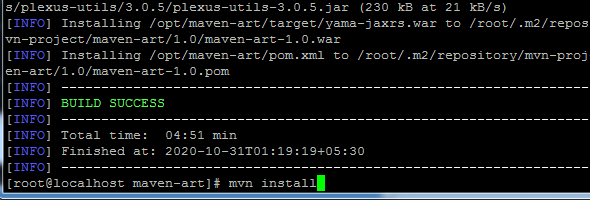 s/plexus-utils/3.0.5/plexus-utils-3.0.5.jar (230 kB at 21 kB/s)
[INFO] Installing /opt/maven-art/target/yama-jaxrs.war to /root/.m2/repos
vn-project/maven-art/1.0/maven-art-1.0.war
[INFO] Installing /opt/maven-art/pom.xml to /root/.m2/repository/mvn-proj
en-art/1.0/maven-art-1.0.pom
[INFO] ------------------------------------------------------------------
[INFO] BUILD SUCCESS
[INFO] ------------------------------------------------------------------
[INFO] Total time:  04:51 min
[INFO] Finished at: 2020-10-31T01:19:19+05:30
[INFO] ------------------------------------------------------------------
[root@localhost maven-art]# mvn install